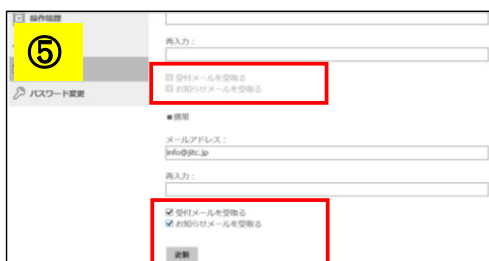 操作履歴
⑤
再入力：
受付メールを受取る
お知らせメールを受取る
パスワード変更
■携帯
メールアドレス：
info@jitc.jp
再入力：
受付メールを受取る
お知らせメールを受取る
更新